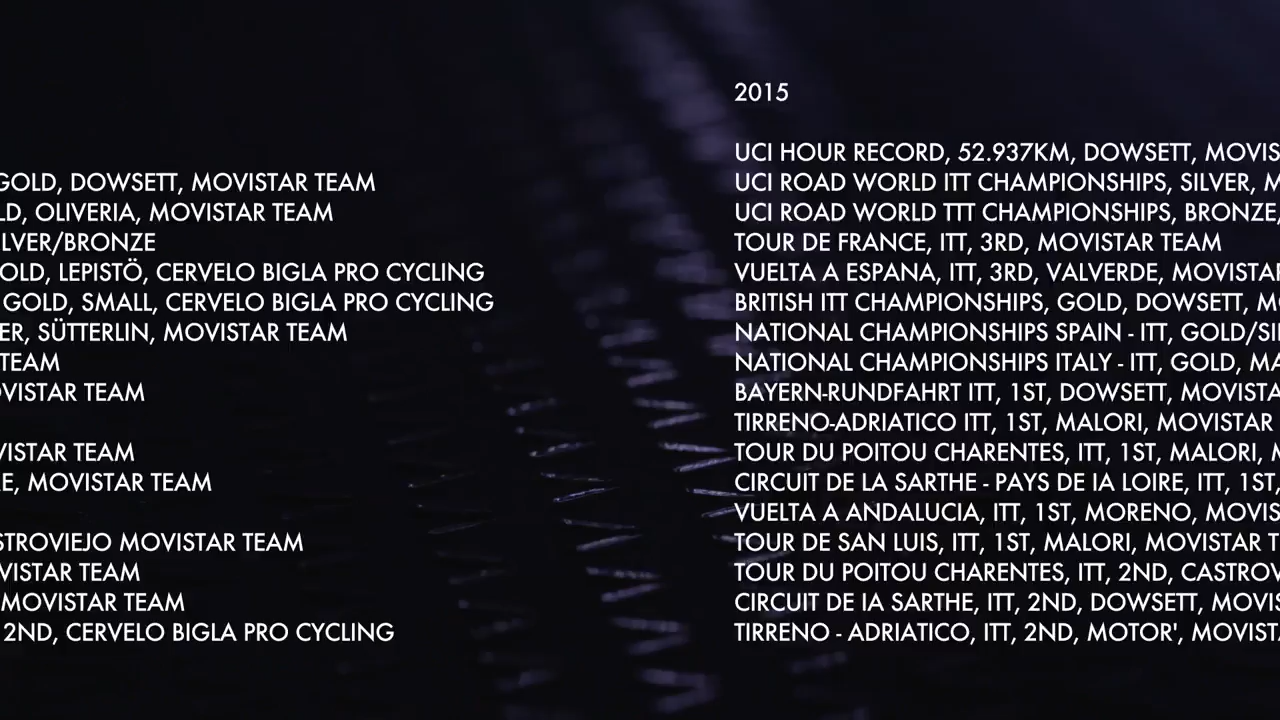 GOLD, DOWSETT, MOVISTAR TEAM
LD, OLIVERIA, MOVISTAR TEAM
LVER/BRONZE
OLD, LEPISTÖ, CERVELO BIGLA PRO CYCLING
GOLD, SMALL, CERVELO BIGLA PRO CYCLING
ER, SÜTTERLIN, MOVISTAR TEAM
TEAM
OVISTAR TEAM
VISTAR TEAM
RE, MOVISTAR TEAM
STROVIEJO MOVISTAR TEAM
VISTAR TEAM
MOVISTAR TEAM
2ND, CERVELO BIGLA PRO CYCLING
2015
UCI HOUR RECORD, 52.937KM, DOWSETT, MOVIS
UCI ROAD WORLD ITT CHAMPIONSHIPS, SILVER, M
UCI ROAD WORLD TTT CHAMPIONSHIPS, BRONZE,
TOUR DE FRANCE, ITT, 3RD, MOVISTAR TEAM
VUELTA A ESPANA, ITT, 3RD, VALVERDE, MOVISTAR
BRITISH ITT CHAMPIONSHIPS, GOLD, DOWSETT, MO
NATIONAL CHAMPIONSHIPS SPAIN - ITT, GOLD/SIL
NATIONAL CHAMPIONSHIPS ITALY - ITT, GOLD, MA
BAYERN-RUNDFAHRT ITT, 1ST, DOWSETT, MOVISTA
TIRRENO-ADRIATICO ITT, 1ST, MALORI, MOVISTAR
TOUR DU POITOU CHARENTES, ITT, 1ST, MALORI, M
CIRCUIT DE LA SARTHE - PAYS DE IA LOIRE, ITT, 1ST,
VUELTA A ANDALUCIA, ITT, 1ST, MORENO, MOVIS
TOUR DE SAN LUIS, ITT, 1ST, MALORI, MOVISTAR T
TOUR DU POITOU CHARENTES, ITT, 2ND, CASTROV
CIRCUIT DE IA SARTHE, ITT, 2ND, DOWSETT, MOVIS
TIRRENO - ADRIATICO, ITT, 2ND, MOTOR', MOVISTA